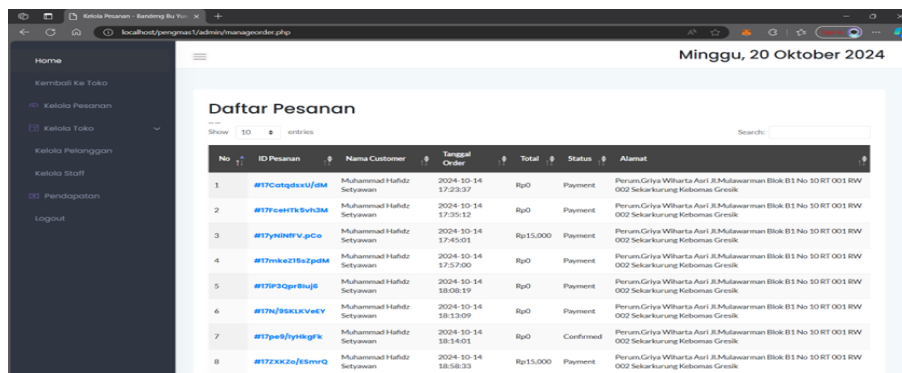 Kelola Pesanan - Bandeng Bu Yun
localhost/pengmas1/admin/manageorder.php
Home
Minggu, 20 Oktober 2024
Kembali Ke Toko
Kelola Pesanan
Kelola Toko
Kelola Pelanggan
Kelola Staff
Pendapatan
Logout
Daftar Pesanan
Show 10 entries Search:
No ID Pesanan Nama Customer Tanggal Order Total Status Alamat
1 #17CatqdsxU/dM Muhammad Hafidz Setyawan 2024-10-14 17:23:37 Rp0 Payment Perum.Griya Wiharta Asri Jl.Mulawarman Blok B1 No 10 RT 001 RW 002 Sekarkurung Kebomas Gresik
2 #17FceHTk5vh3M Muhammad Hafidz Setyawan 2024-10-14 17:35:12 Rp0 Payment Perum.Griya Wiharta Asri Jl.Mulawarman Blok B1 No 10 RT 001 RW 002 Sekarkurung Kebomas Gresik
3 #17yNiNfFV.pCo Muhammad Hafidz Setyawan 2024-10-14 17:45:01 Rp15,000 Payment Perum.Griya Wiharta Asri Jl.Mulawarman Blok B1 No 10 RT 001 RW 002 Sekarkurung Kebomas Gresik
4 #17mkeZ15sZpdM Muhammad Hafidz Setyawan 2024-10-14 17:57:00 Rp0 Payment Perum.Griya Wiharta Asri Jl.Mulawarman Blok B1 No 10 RT 001 RW 002 Sekarkurung Kebomas Gresik
5 #17iP3Qpr8Iuj6 Muhammad Hafidz Setyawan 2024-10-14 18:08:19 Rp0 Payment Perum.Griya Wiharta Asri Jl.Mulawarman Blok B1 No 10 RT 001 RW 002 Sekarkurung Kebomas Gresik
6 #17N/95KLKVeEY Muhammad Hafidz Setyawan 2024-10-14 18:13:09 Rp0 Payment Perum.Griya Wiharta Asri Jl.Mulawarman Blok B1 No 10 RT 001 RW 002 Sekarkurung Kebomas Gresik
7 #17pe9/iyHkgFk Muhammad Hafidz Setyawan 2024-10-14 18:14:01 Rp0 Confirmed Perum.Griya Wiharta Asri Jl.Mulawarman Blok B1 No 10 RT 001 RW 002 Sekarkurung Kebomas Gresik
8 #17ZXKZo/ESmrQ Muhammad Hafidz Setyawan 2024-10-14 18:58:33 Rp15,000 Payment Perum.Griya Wiharta Asri Jl.Mulawarman Blok B1 No 10 RT 001 RW 002 Sekarkurung Kebomas Gresik